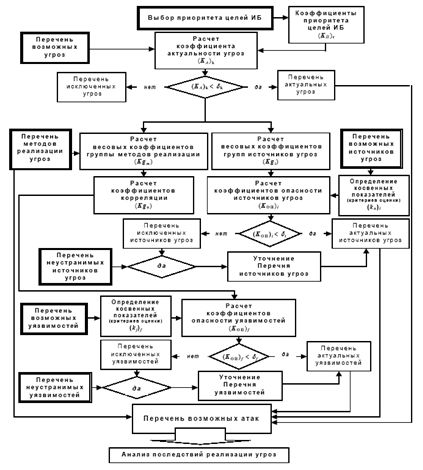 Выбор приоритета целей ИБ
Коэффициенты
приоритета
целей ИБ
Перечень
возможных
угроз
Расчет
коэффициента
актуальности угроз
Перечень
исключенных
угроз
нет
да
Перечень
актуальных
угроз
Перечень
методов
реализации
угроз
Расчет
весовых коэффициентов
группы методов реализации
Расчет
весовых коэффициентов
групп источников угроз
Перечень
возможных
источников
угроз
Расчет
коэффициентов
корреляции
Расчет
коэффициентов опасности
источников угроз
Определение
косвенных
показателей
(критериев оценки)
Перечень
исключенных
источников угроз
нет
да
Перечень
актуальных
источников угроз
Перечень
неустранимых
источников угроз
да
Уточнение
Перечня
источников угроз
Перечень
возможных
уязвимостей
Определение
косвенных
показателей
(критериев оценки)
Расчет
коэффициентов
опасности уязвимостей
Перечень
исключенных
уязвимостей
нет
да
Перечень
актуальных
уязвимостей
Перечень
неустранимых
уязвимостей
да
Уточнение
Перечня
уязвимостей
Перечень возможных атак
Анализ последствий реализации угроз